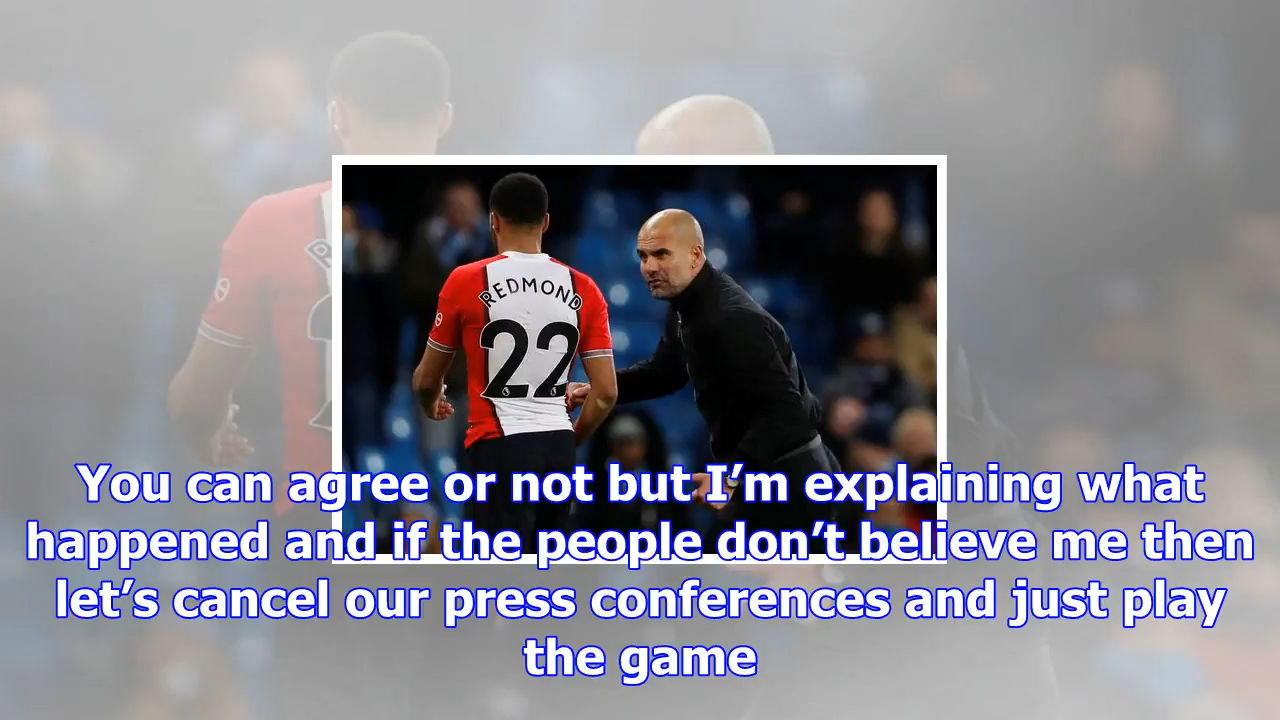 REDMOND
22
You can agree or not but I’m explaining what
happened and if the people don’t believe me then
let’s cancel our press conferences and just play
the game